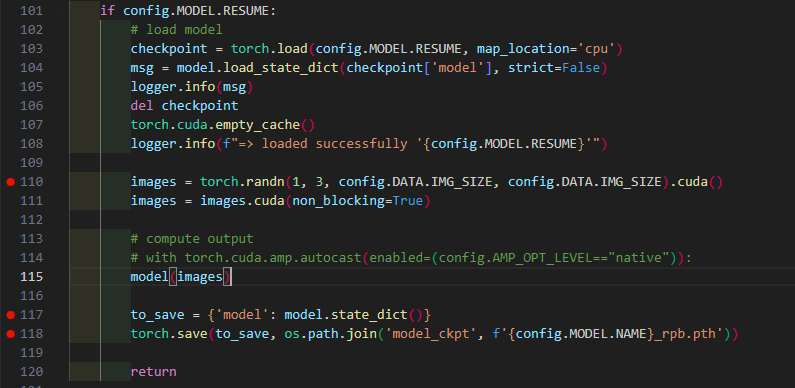 101 if config.MODEL.RESUME:
102 # load model
103 checkpoint = torch.load(config.MODEL.RESUME, map_location='cpu')
104 msg = model.load_state_dict(checkpoint['model'], strict=False)
105 logger.info(msg)
106 del checkpoint
107 torch.cuda.empty_cache()
108 logger.info(f"=> loaded successfully '{config.MODEL.RESUME}'")
109
110 images = torch.randn(1, 3, config.DATA.IMG_SIZE, config.DATA.IMG_SIZE).cuda()
111 images = images.cuda(non_blocking=True)
112
113 # compute output
114 # with torch.cuda.amp.autocast(enabled=(config.AMP_OPT_LEVEL=="native")):
115 model(images)
116
117 to_save = {'model': model.state_dict()}
118 torch.save(to_save, os.path.join('model_ckpt', f'{config.MODEL.NAME}_rpb.pth'))
119
120 return